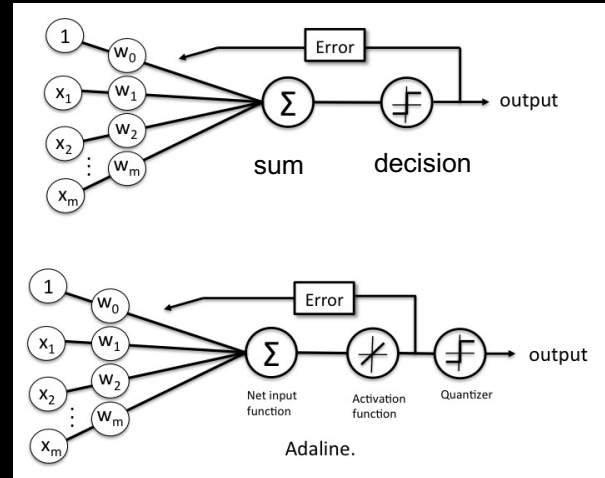 1
w0
Error
x1
w1
Σ
output
x2
w2
⋮
wm
xm
sum
decision
1
w0
Error
x1
w1
Σ
output
x2
w2
⋮
wm
xm
Net input
function
Activation
function
Quantizer
Adaline.